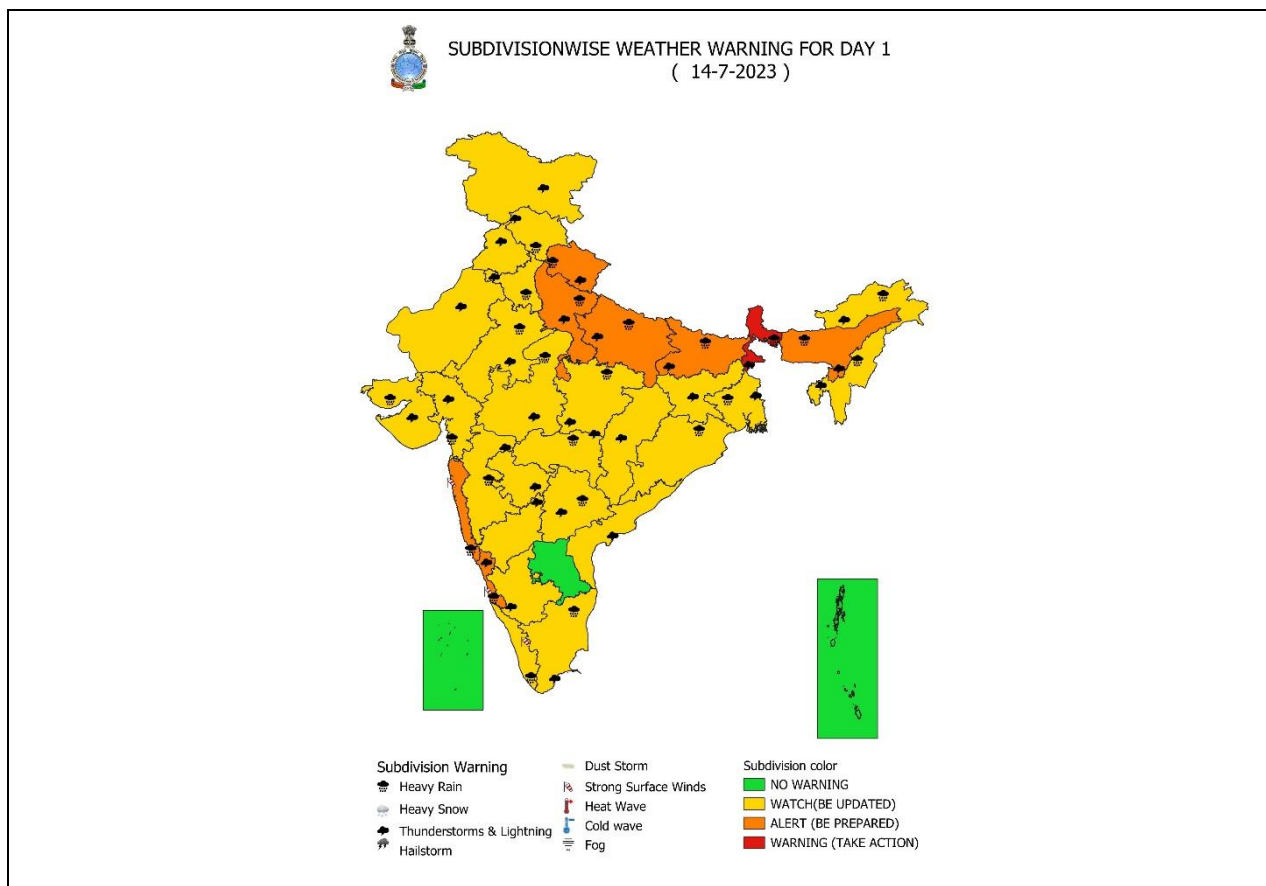 SUBDIVISIONWISE WEATHER WARNING FOR DAY 1
( 14-7-2023 )
Subdivision Warning
Heavy Rain
Heavy Snow
Thunderstorms & Lightning
Hailstorm
Dust Storm
Strong Surface Winds
Heat Wave
Cold wave
Fog
Subdivision color
NO WARNING
WATCH(BE UPDATED)
ALERT (BE PREPARED)
WARNING (TAKE ACTION)